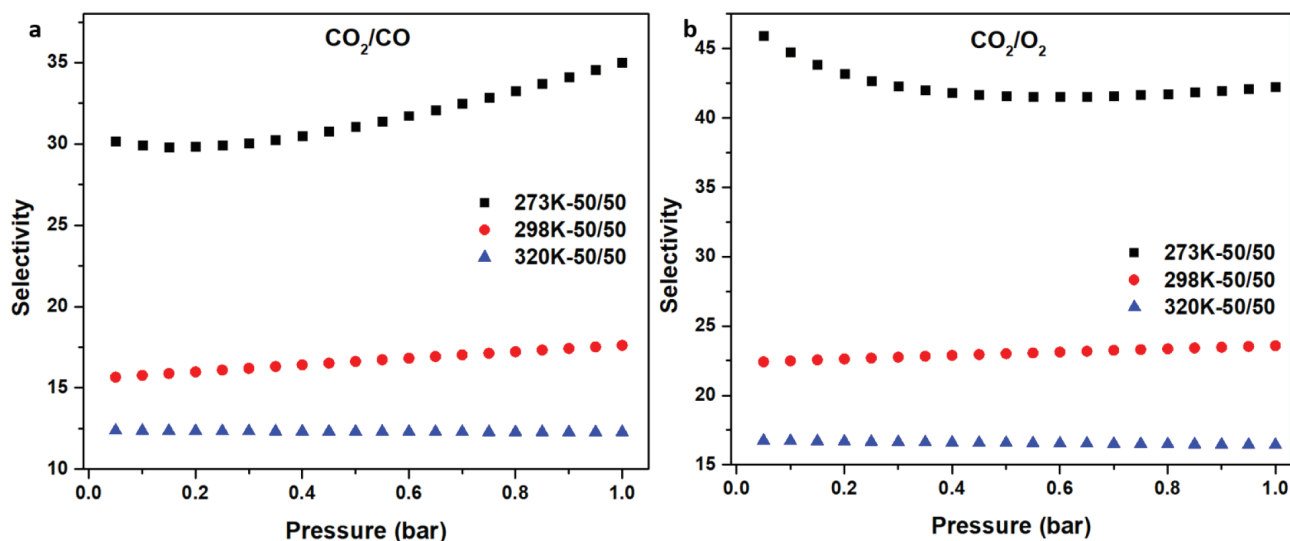 a
CO₂/CO
35
30
25
20
15
10
Selectivity
273K-50/50
298K-50/50
320K-50/50
0.0 0.2 0.4 0.6 0.8 1.0
Pressure (bar)
b
CO₂/O₂
45
40
35
30
25
20
15
Selectivity
273K-50/50
298K-50/50
320K-50/50
0.0 0.2 0.4 0.6 0.8 1.0
Pressure (bar)